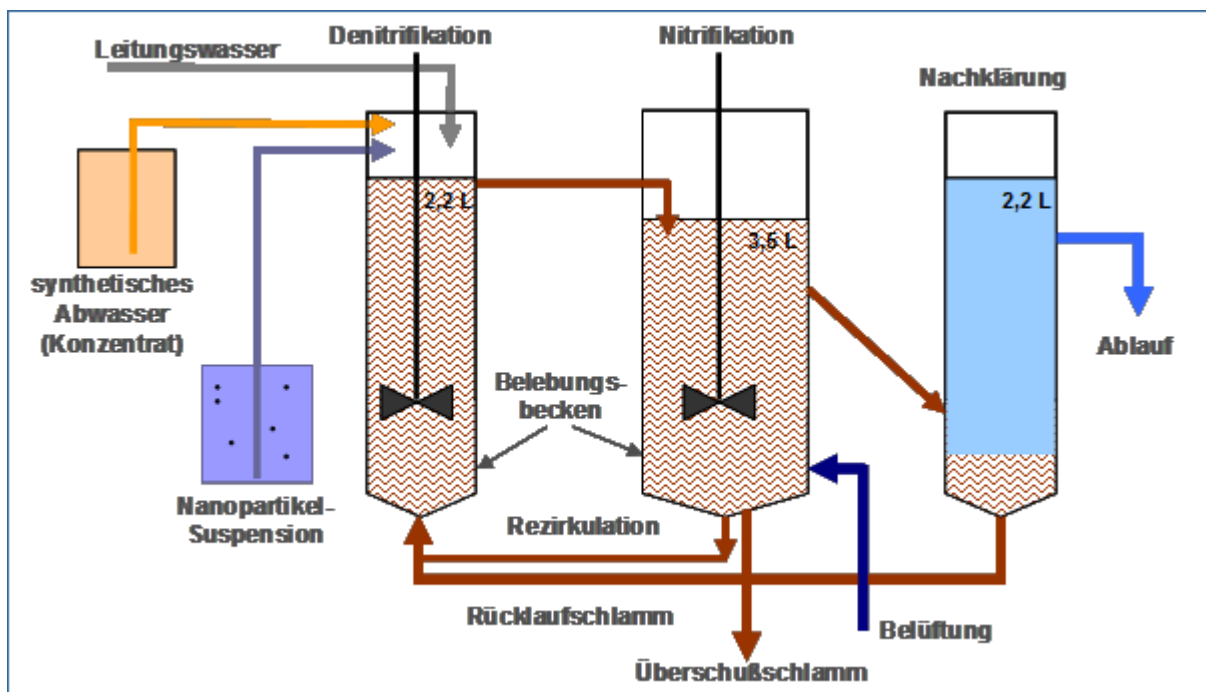 Denitrifikation
Nitrifikation
Leitungswasser
Nachklärung
2,2 L
2,2 L
3,5 L
synthetisches
Abwasser
(Konzentrat)
Ablauf
Belebungs-
becken
Nanopartikel-
Suspension
Rezirkulation
Rücklaufschlamm
Belüftung
Überschußschlamm